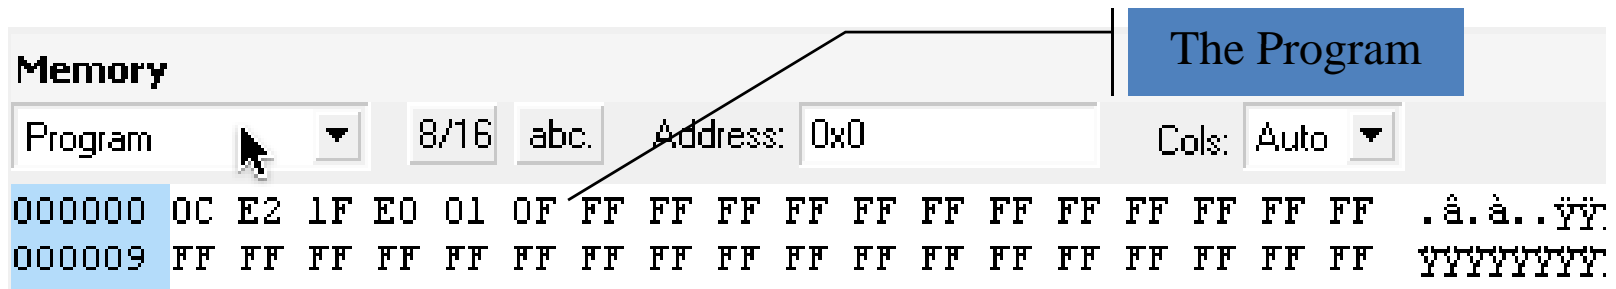 The Program
Memory
Program 8/16 abc. Address: 0x0 Cols: Auto
000000 0C E2 1F E0 01 0F FF FF FF FF FF FF FF FF FF FF FF FF .â.à..ÿÿ
000009 FF FF FF FF FF FF FF FF FF FF FF FF FF FF FF FF FF FF ÿÿÿÿÿÿÿÿ